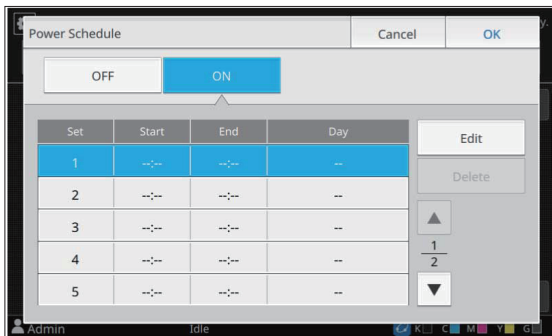 y.
Power Schedule Cancel OK
OFF ON
Set Start End Day Edit
1 --:-- --:-- -- Delete
2 --:-- --:-- --
3 --:-- --:-- --
1
4 --:-- --:-- --
2
5 --:-- --:-- --
Admin Idle K C M Y G